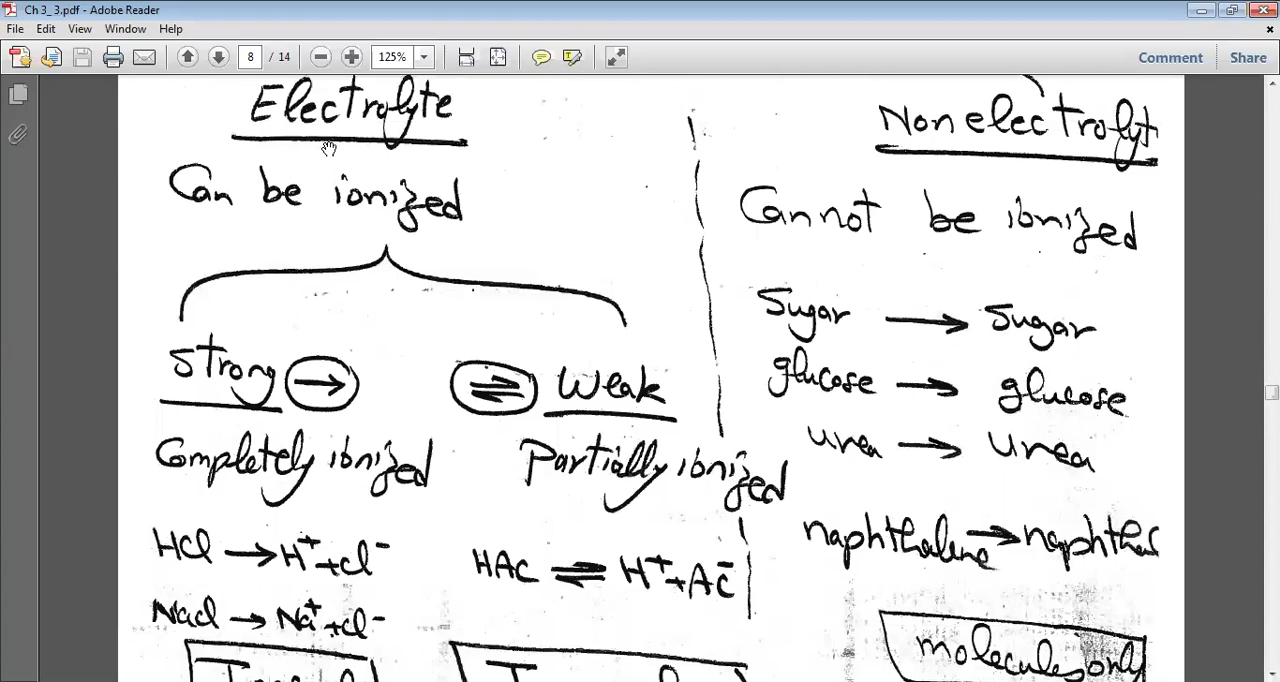 Ch 3_3.pdf - Adobe Reader
File Edit View Window Help
8 / 14 125% Comment Share
Electrolyte
Can be ionized
Strong → ⇌ Weak
Completely ionized
Partially ionized
HCl → H+ + Cl-
NaCl → Na+ + Cl-
HAc ⇌ H+ + Ac-
Nonelectrolyt
Cannot be ionized
Sugar → Sugar
glucose → glucose
urea → urea
naphthalene → naphthal
molecules only